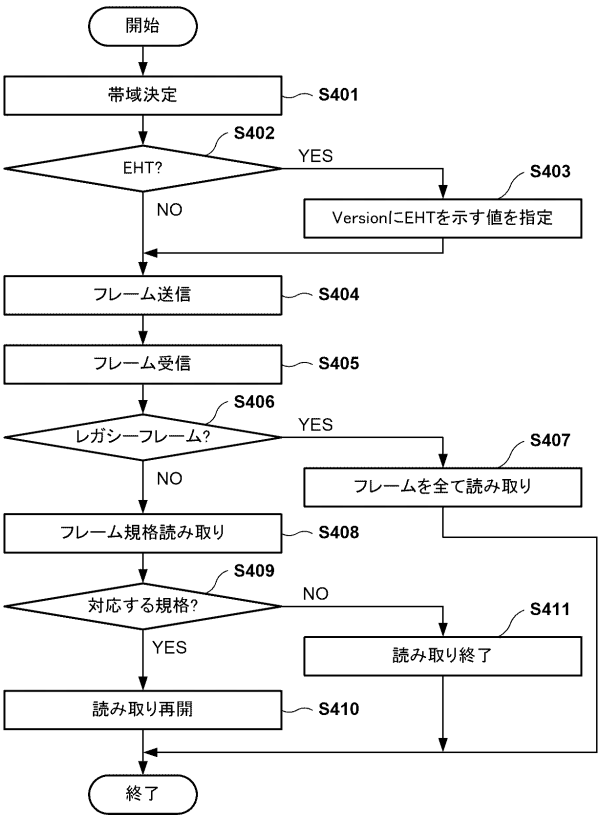 開始
帯域決定
S401
EHT?
S402
YES
NO
VersionにEHTを示す値を指定
S403
フレーム送信
S404
フレーム受信
S405
レガシーフレーム?
S406
YES
NO
フレームを全て読み取り
S407
フレーム規格読み取り
S408
対応する規格?
S409
NO
YES
読み取り終了
S411
読み取り再開
S410
終了